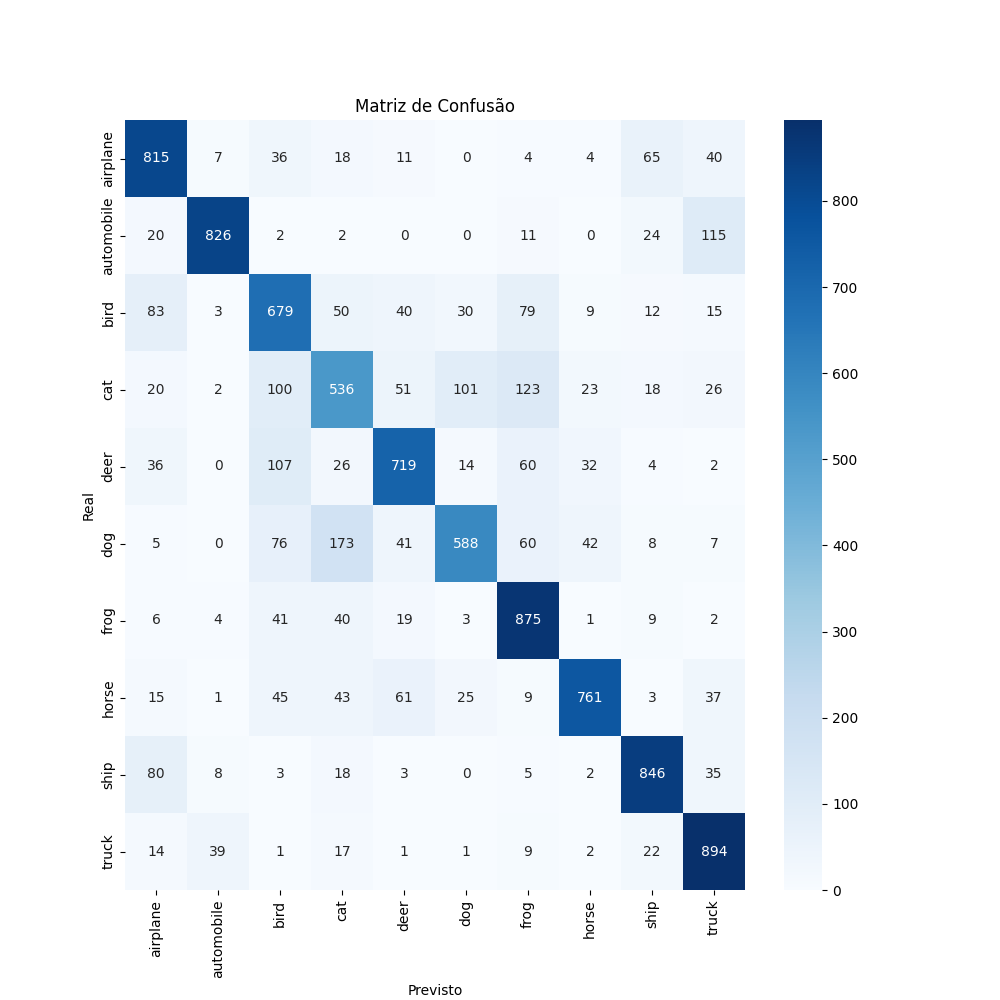 Matriz de Confusão
airplane 815 7 36 18 11 0 4 4 65 40
automobile 20 826 2 2 0 0 11 0 24 115
bird 83 3 679 50 40 30 79 9 12 15
cat 20 2 100 536 51 101 123 23 18 26
deer 36 0 107 26 719 14 60 32 4 2
dog 5 0 76 173 41 588 60 42 8 7
frog 6 4 41 40 19 3 875 1 9 2
horse 15 1 45 43 61 25 9 761 3 37
ship 80 8 3 18 3 0 5 2 846 35
truck 14 39 1 17 1 1 9 2 22 894
airplane automobile bird cat deer dog frog horse ship truck
Real
Previsto
800
700
600
500
400
300
200
100
0